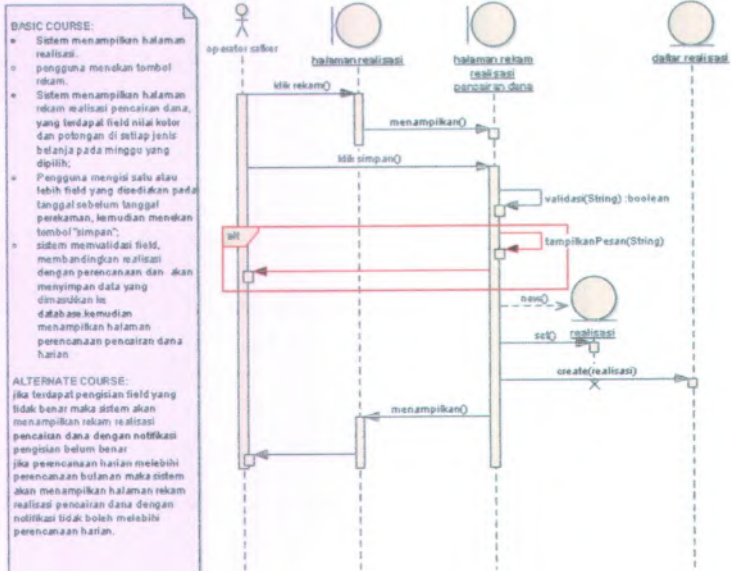 BASIC COURSE:
Sistem menampilkan halaman
realisasi.
pengguna menekan tombol
rekam.
Sistem menampilkan halaman
rekam realisasi pencairan dana,
yang terdapat field nilai kotor
dan potongan di setiap jenis
belanja pada minggu yang
dipilih;
Pengguna mengisi satu atau
lebih field yang disediakan pada
tanggal sebelum tanggal
perekaman, kemudian menekan
tombol "simpan";
sistem memvalidasi field,
membandingkan realisasi
dengan perencanaan dan akan
menyimpan data yang
dimasukkan ke
database.kemudian
menampilkan halaman
perencanaan pencairan dana
harian
ALTERNATE COURSE:
jika terdapat pengisian field yang
tidak benar maka sistem akan
menampilkan rekam realisasi
pencairan dana dengan notifikasi
pengisian belum benar
jika perencanaan harian melebihi
perencanaan bulanan maka sistem
akan menampilkan halaman rekam
realisasi pencairan dana dengan
notifikasi tidak boleh melebihi
perencanaan harian.
operator satker
halaman realisasi
halaman rekam
realisasi
pencairan dana
daftar realisasi
klik rekam()
menampilkan()
klik simpan()
validasi(String) :boolean
alt
tampilkanPesan(String)
new()
set()
realisasi
create(realisasi)
menampilkan()